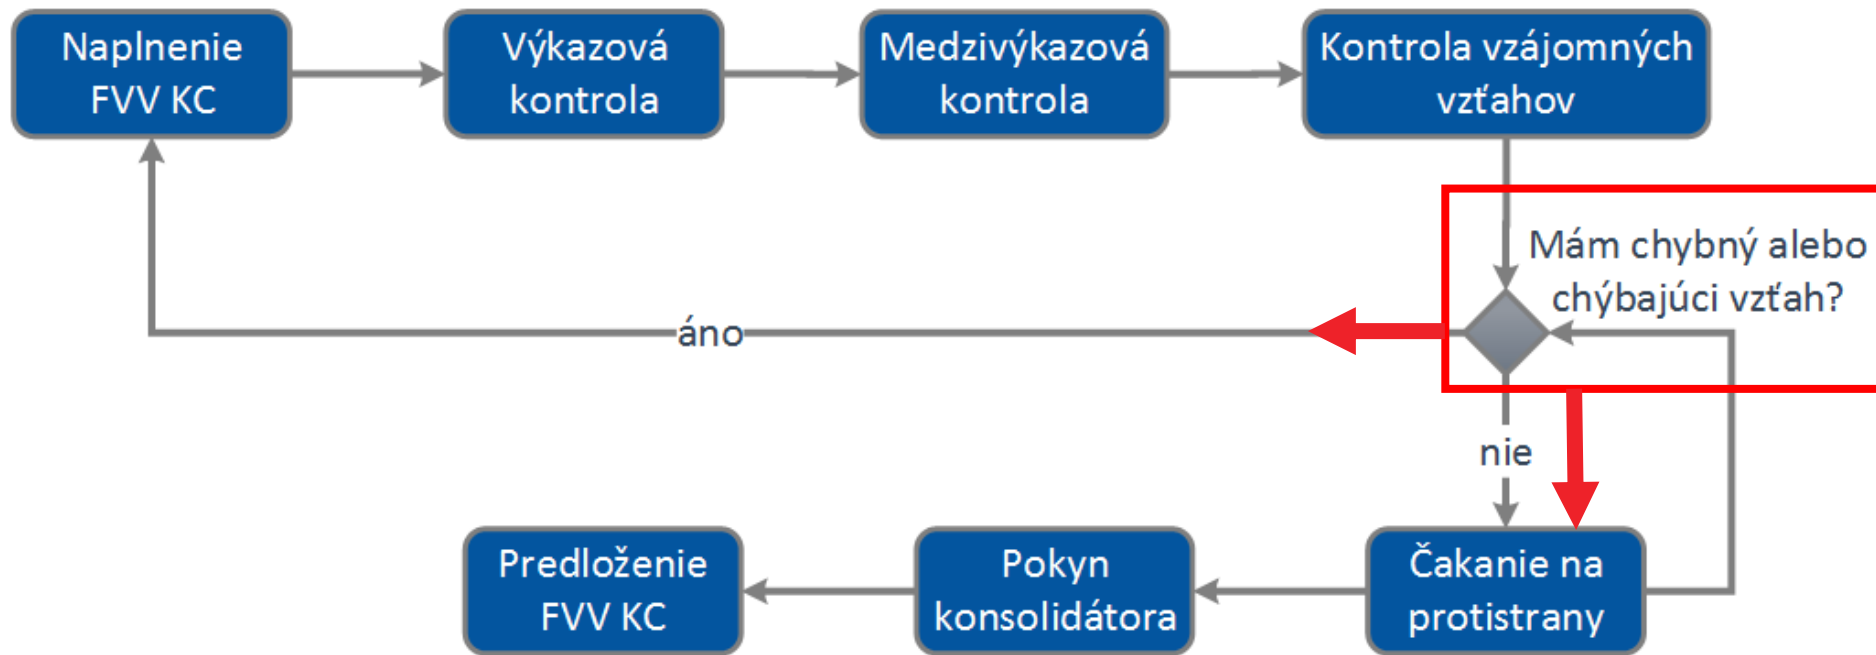 Naplnenie
FVV KC
Výkazová
kontrola
Medzivýkazová
kontrola
Kontrola vzájomných
vzťahov
Mám chybný alebo
chýbajúci vzťah?
áno
nie
Predloženie
FVV KC
Pokyn
konsolidátora
Čakanie na
protistrany